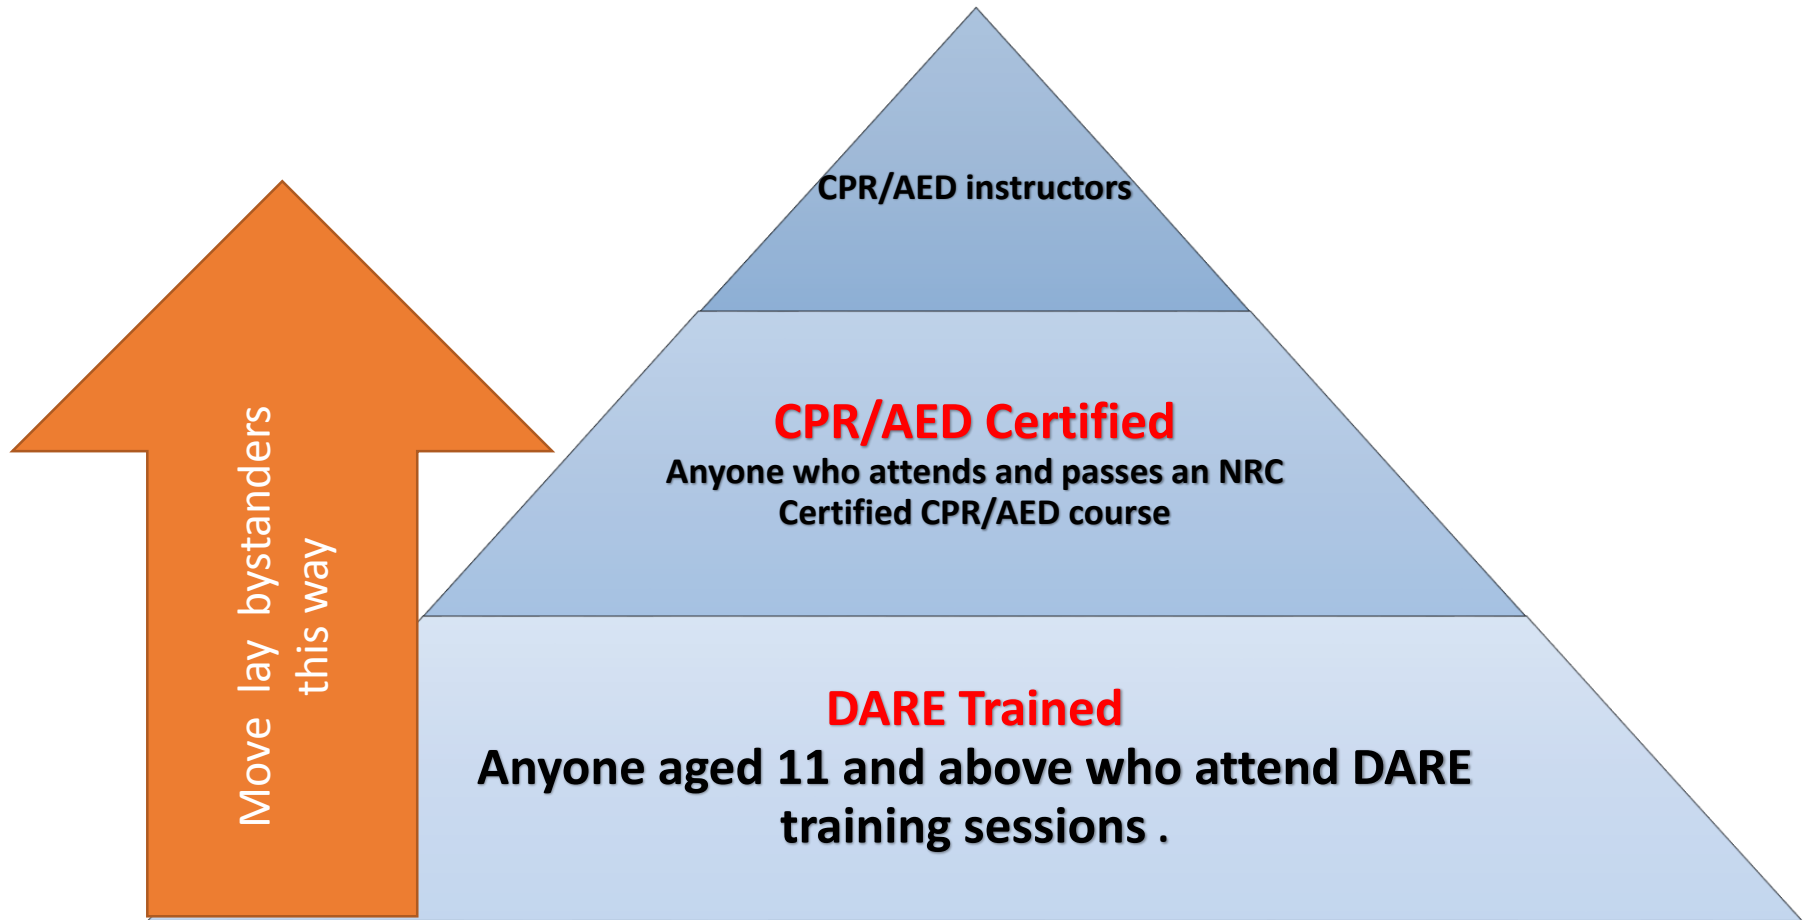 CPR/AED instructors
CPR/AED Certified
Anyone who attends and passes an NRC
Certified CPR/AED course
DARE Trained
Anyone aged 11 and above who attend DARE
training sessions .
Move lay bystanders
this way